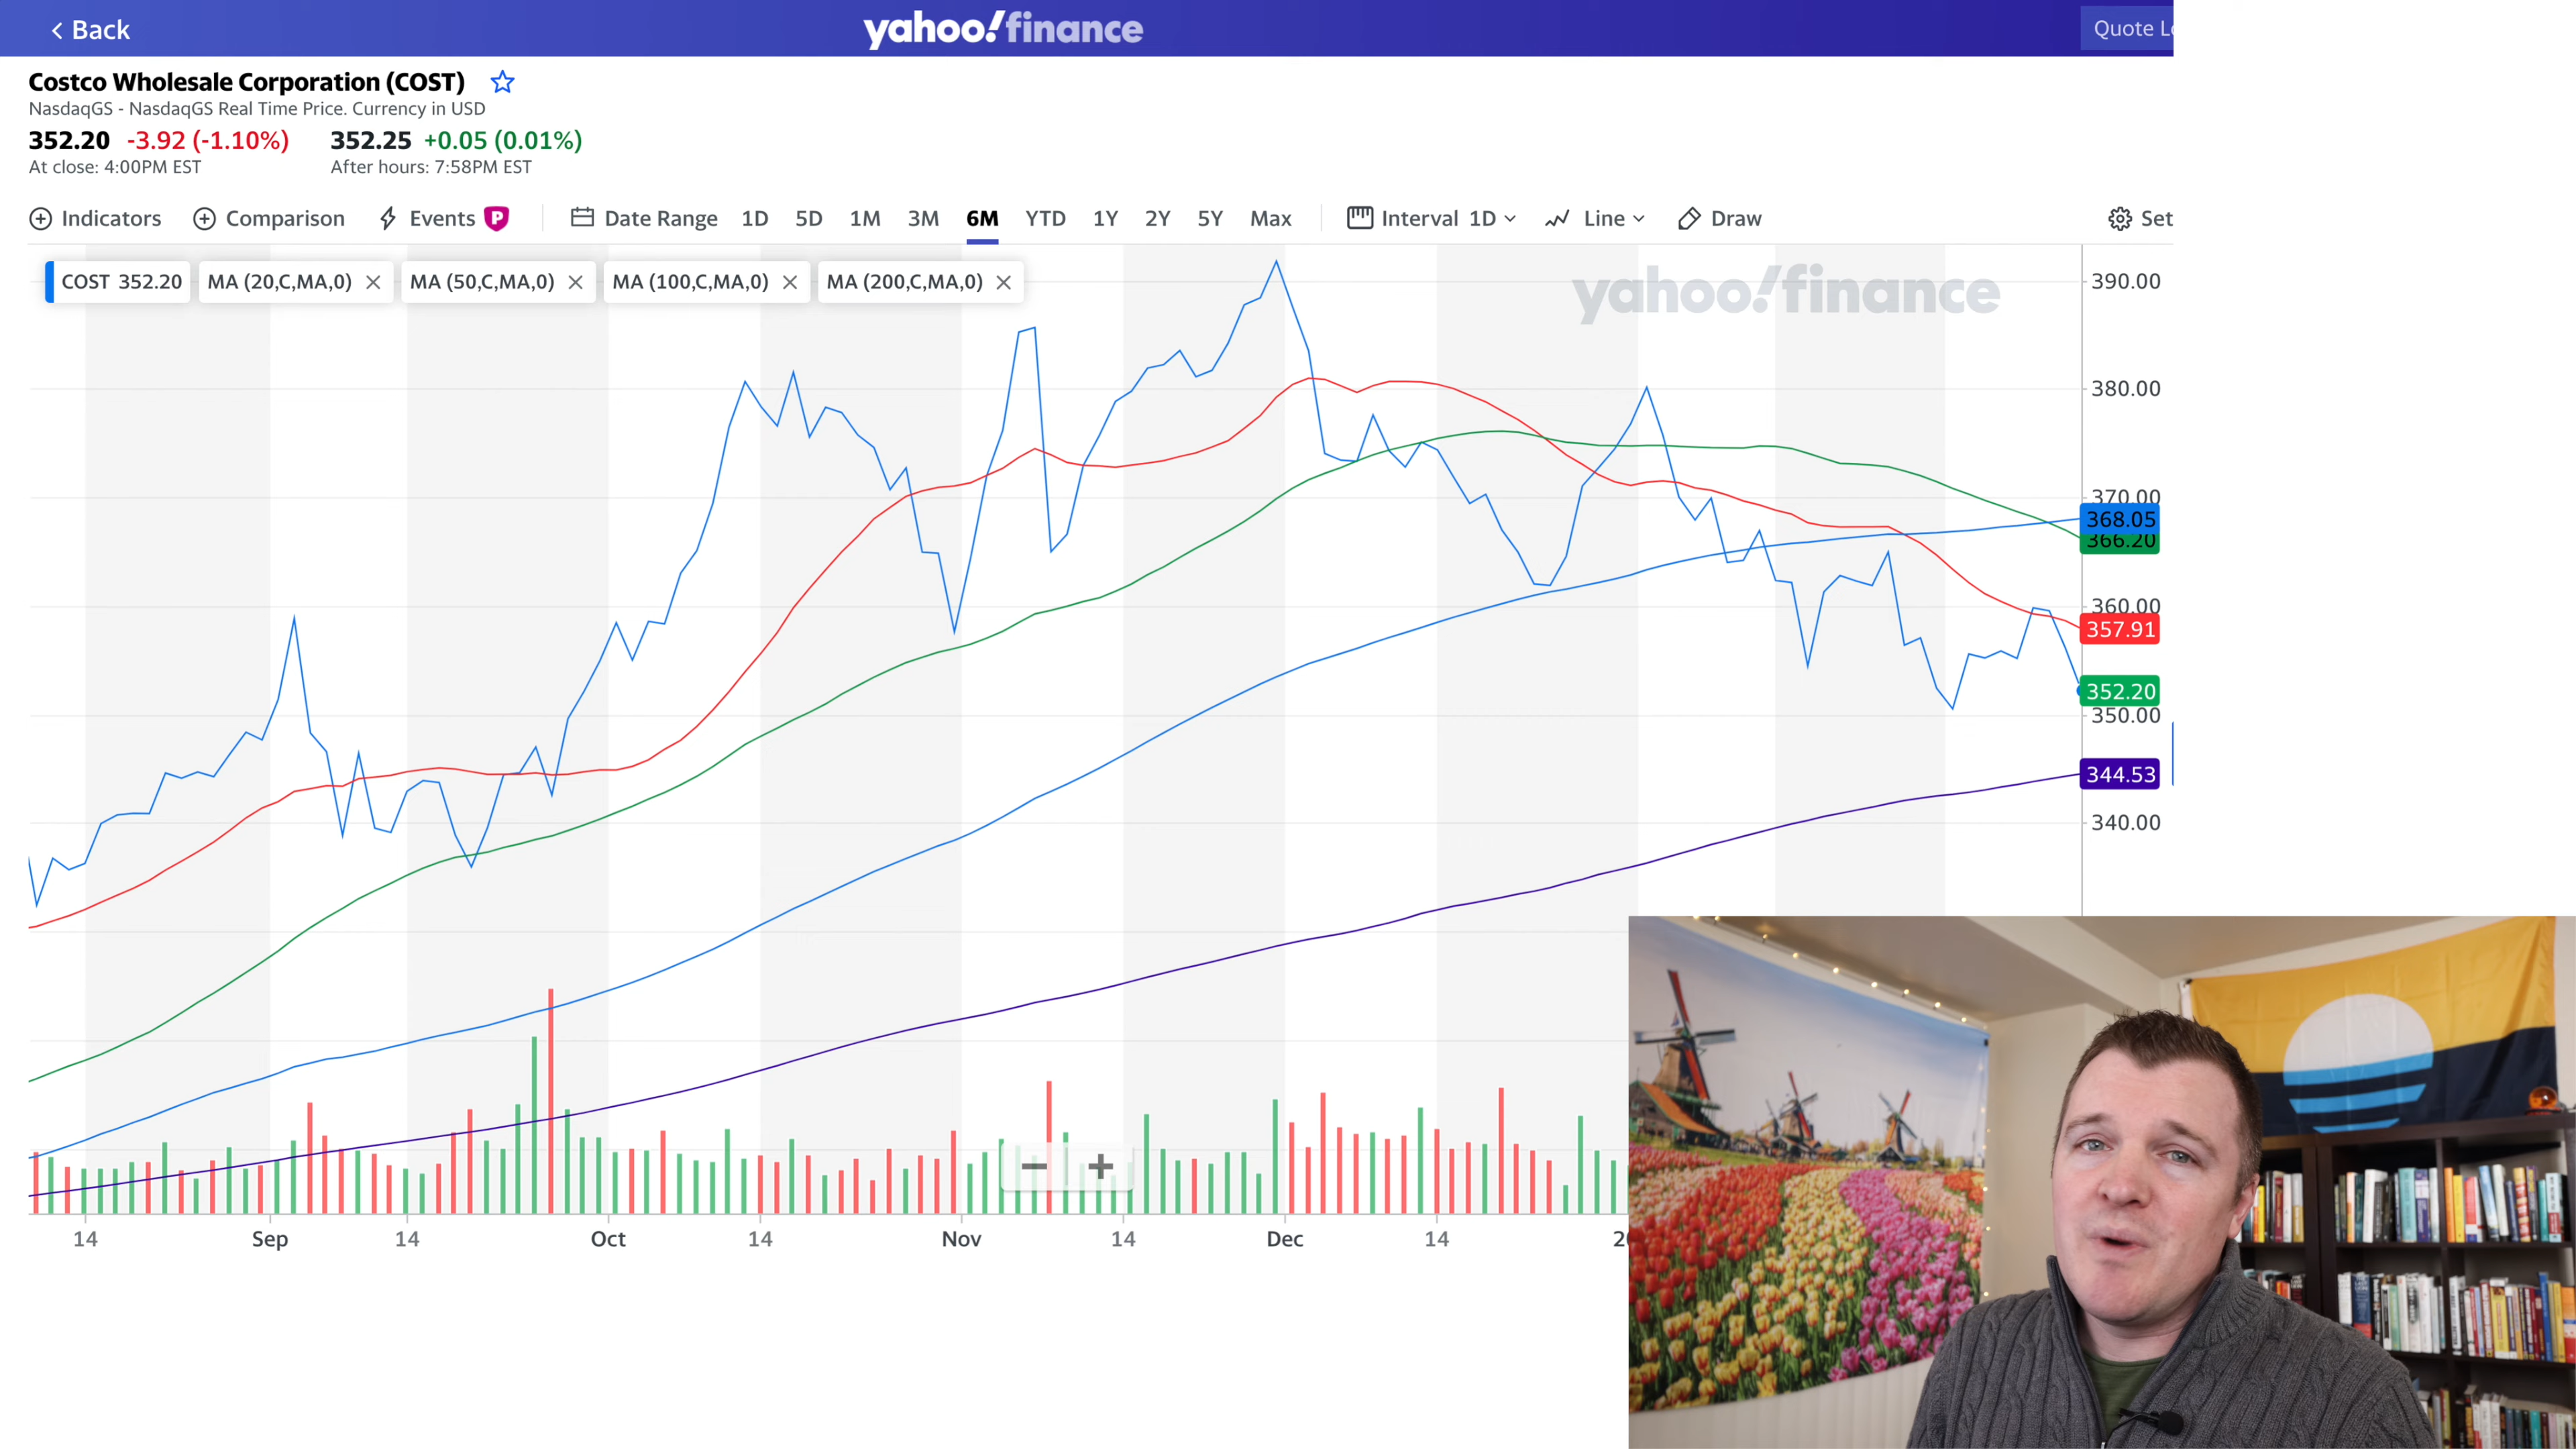 Back
yahoo!finance
Quote L
Costco Wholesale Corporation (COST)
NasdaqGS - NasdaqGS Real Time Price. Currency in USD
352.20 -3.92 (-1.10%) 352.25 +0.05 (0.01%)
At close: 4:00PM EST After hours: 7:58PM EST
Indicators Comparison Events P Date Range 1D 5D 1M 3M 6M YTD 1Y 2Y 5Y Max Interval 1D Line Draw Set
COST 352.20 MA (20,C,MA,0) MA (50,C,MA,0) MA (100,C,MA,0) MA (200,C,MA,0)
yahoo!finance
390.00
380.00
370.00
368.05
366.20
360.00
357.91
352.20
350.00
344.53
340.00
14 Sep 14 Oct 14 Nov 14 Dec 14 2